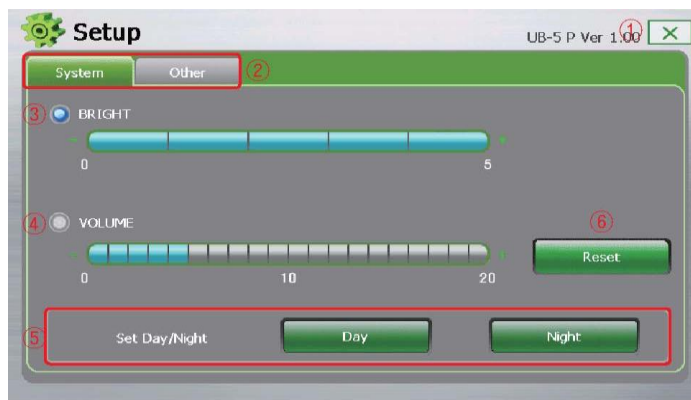 Setup
UB-5 P Ver 1.00 ①
System Other ②
③ BRIGHT
- +
0 5
④ VOLUME
⑥
- +
Reset
0 10 20
⑤ Set Day/Night Day Night